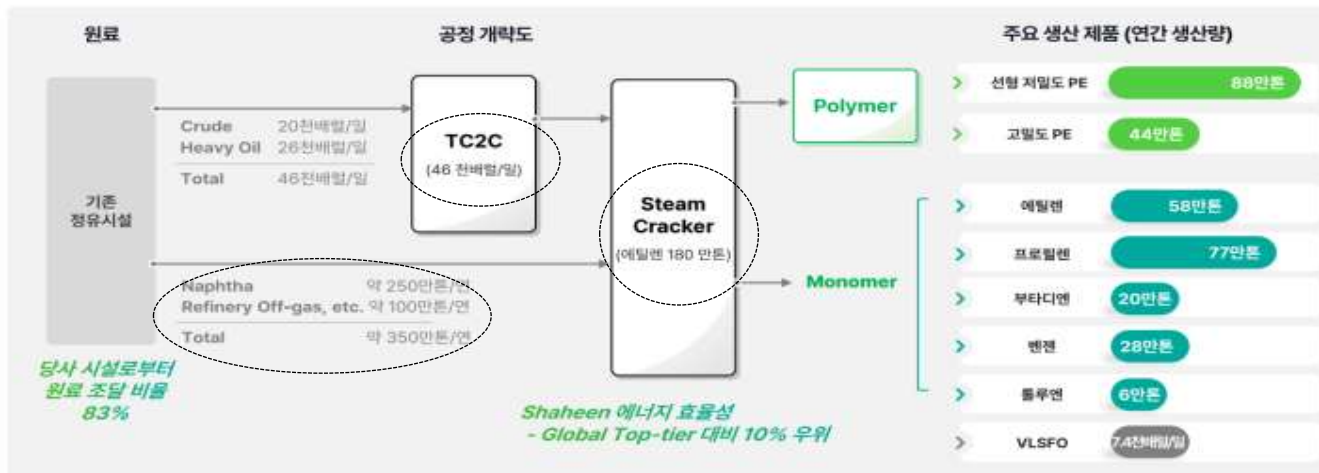 원료
공정 개략도
주요 생산 제품 (연간 생산량)
기존
정유시설
Crude 20천배럴/일
Heavy Oil 26천배럴/일
Total 46천배럴/일
TC2C
(46 천배럴/일)
Naphtha 약 250만톤/연
Refinery Off-gas, etc. 약 100만톤/연
Total 약 350만톤/연
Steam
Cracker
(에틸렌 180 만톤)
Polymer
Monomer
선형 저밀도 PE 88만톤
고밀도 PE 44만톤
에틸렌 58만톤
프로필렌 77만톤
부타디엔 20만톤
벤젠 28만톤
톨루엔 6만톤
VLSFO 7.4천배럴/일
당사 시설로부터
원료 조달 비율
83%
Shaheen 에너지 효율성
- Global Top-tier 대비 10% 우위